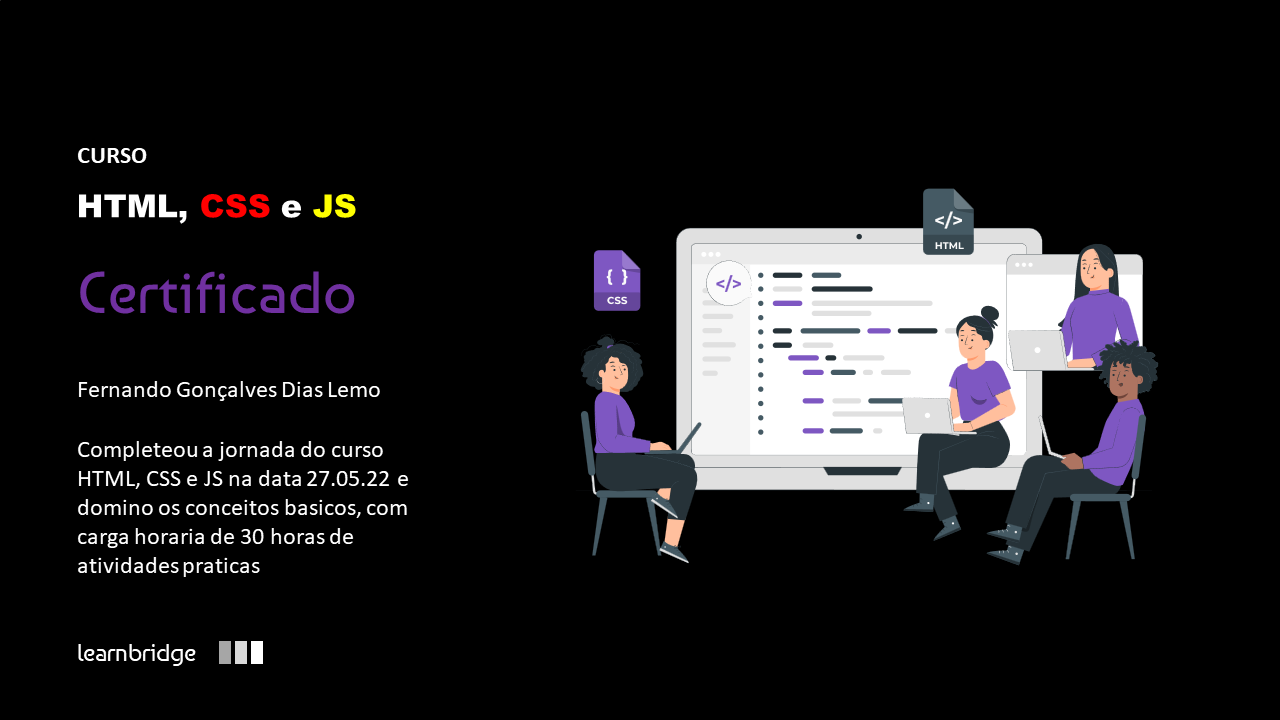 CURSO
HTML, CSS e JS
Certificado
Fernando Gonçalves Dias Lemo
Completeou a jornada do curso
HTML, CSS e JS na data 27.05.22 e
domino os conceitos basicos, com
carga horaria de 30 horas de
atividades praticas
learnbridge
</>
HTML
{ }
CSS
</>